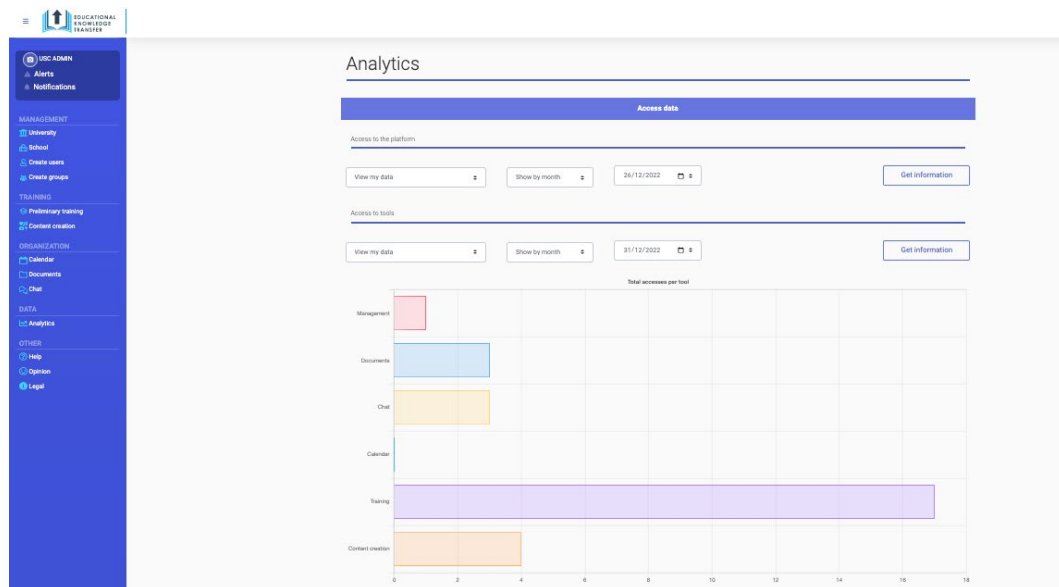 EDUCATIONAL
KNOWLEDGE
TRANSFER
USC ADMIN
Alerts
Notifications
MANAGEMENT
University
School
Create users
Create groups
TRAINING
Preliminary training
Content creation
ORGANIZATION
Calendar
Documents
Chat
DATA
Analytics
OTHER
Help
Opinion
Legal
Analytics
Access data
Access to the platform
View my data
Show by month
26/12/2022
Get information
Access to tools
View my data
Show by month
31/12/2022
Get information
Total accesses per tool
Management
Documents
Chat
Calendar
Training
Content creation
0 2 4 6 8 10 12 14 16 18